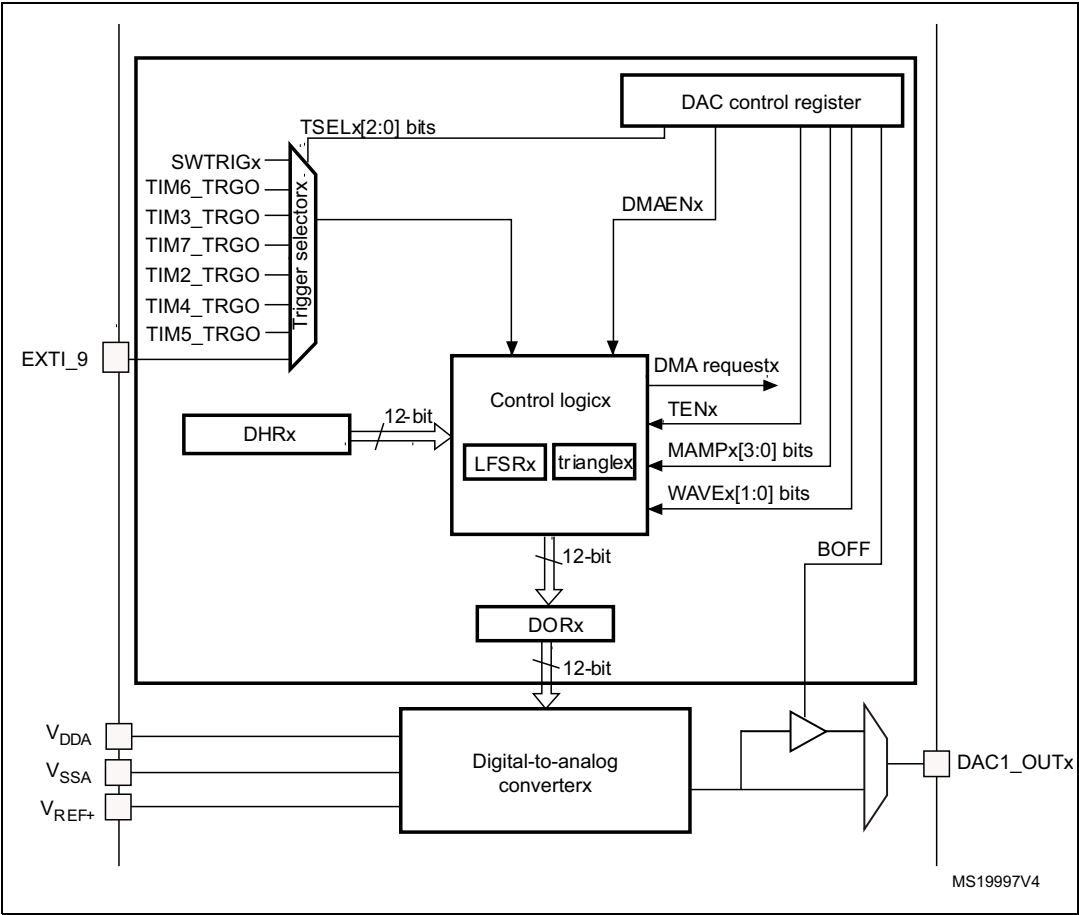 DAC control register
TSELx[2:0] bits
SWTRIGx
TIM6_TRGO
TIM3_TRGO
TIM7_TRGO
TIM2_TRGO
TIM4_TRGO
TIM5_TRGO
Trigger selectorx
DMAENx
EXTI_9
DMA requestx
Control logicx
TENx
DHRx
12-bit
MAMPx[3:0] bits
LFSRx
trianglex
WAVEx[1:0] bits
12-bit
BOFF
DORx
12-bit
VDDA
VSSA
VREF+
Digital-to-analog
converterx
DAC1_OUTx
MS19997V4